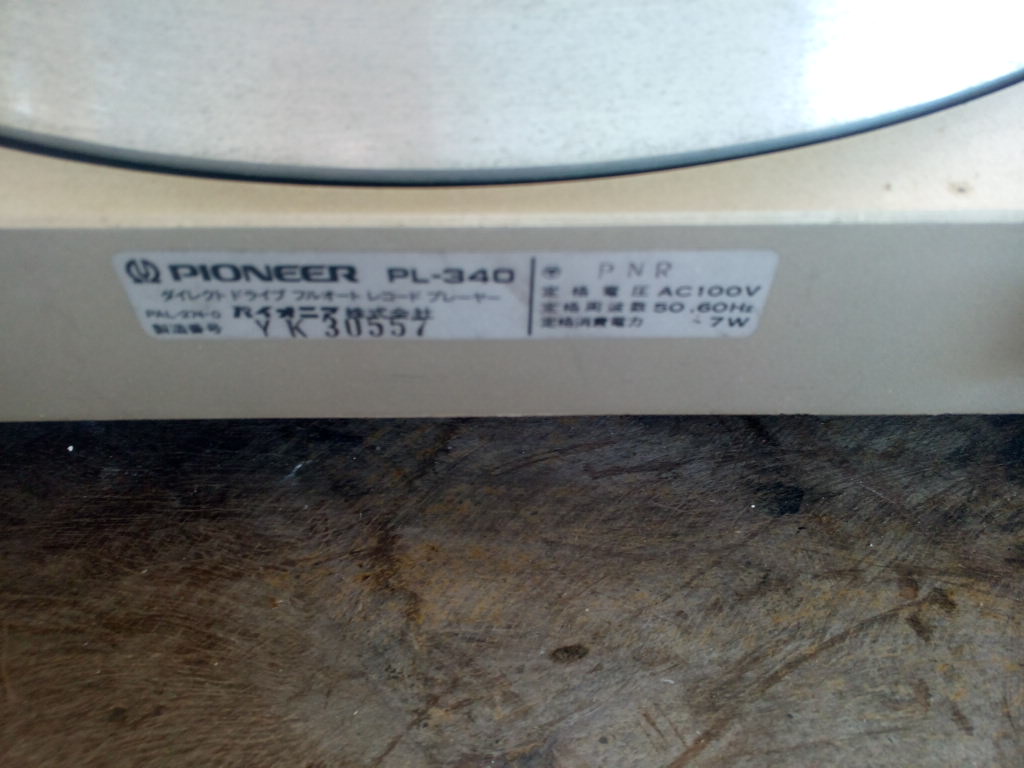 PIONEER PL-340
ダイレクト ドライブ フルオート レコード プレーヤー
パイオニア株式会社
製造番号 YK 30557
〒 PNR
定格電圧 AC100V
定格周波数 50,60Hz
定格消費電力 7W